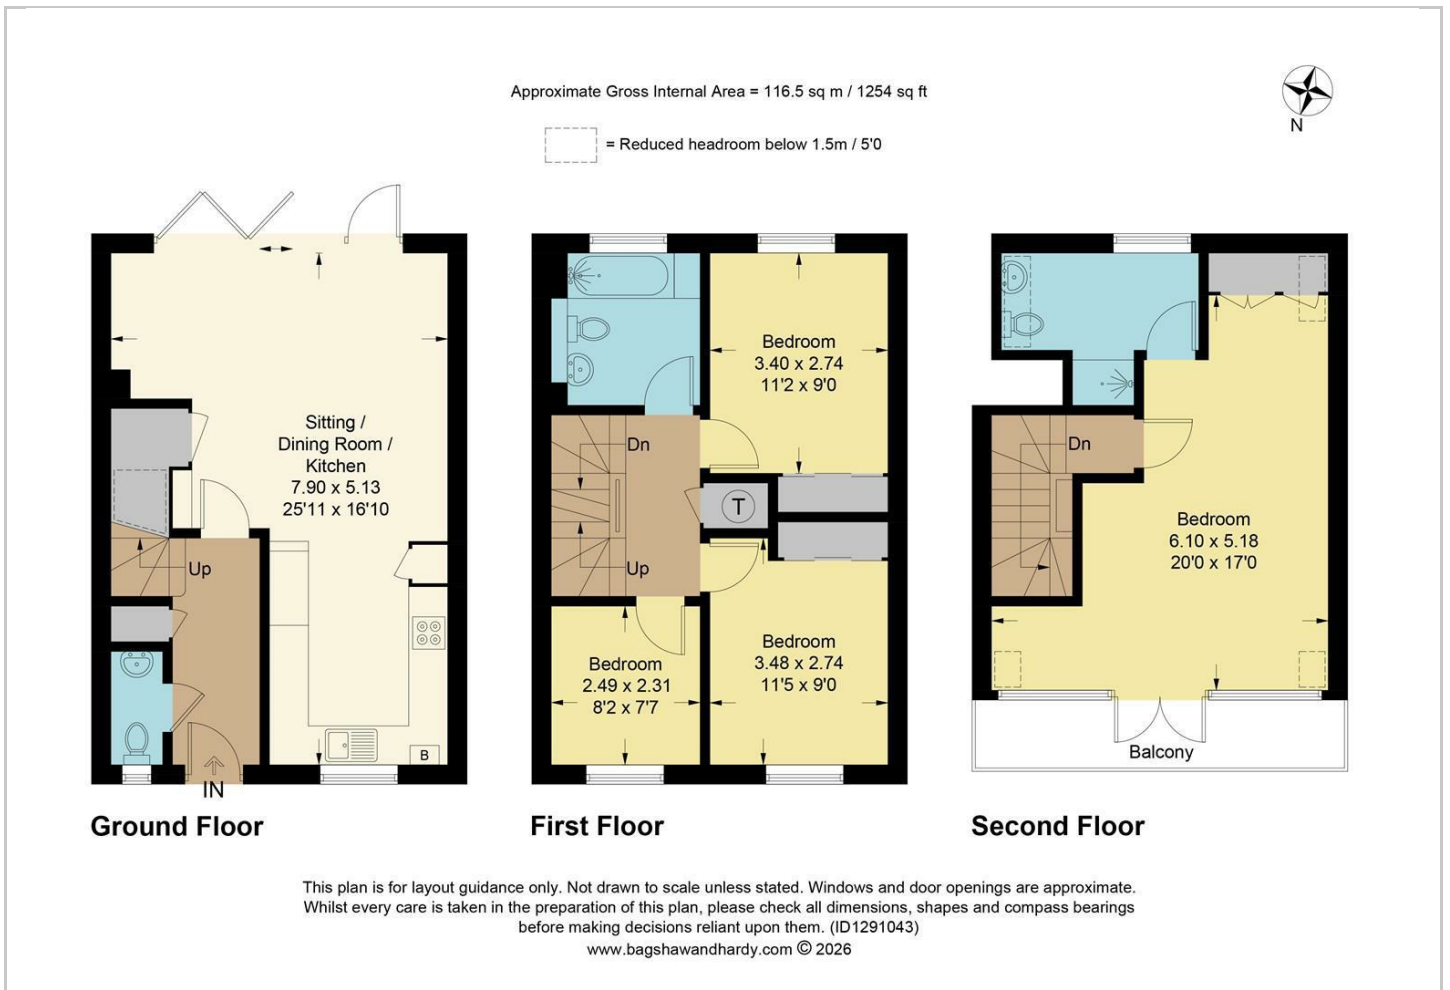 Approximate Gross Internal Area = 116.5 sq m / 1254 sq ft
N
= Reduced headroom below 1.5m / 5'0
Sitting /
Dining Room /
Kitchen
7.90 x 5.13
25'11 x 16'10
Up
B
IN
Ground Floor
Bedroom
3.40 x 2.74
11'2 x 9'0
Dn
T
Up
Bedroom
2.49 x 2.31
8'2 x 7'7
Bedroom
3.48 x 2.74
11'5 x 9'0
First Floor
Dn
Bedroom
6.10 x 5.18
20'0 x 17'0
Balcony
Second Floor
This plan is for layout guidance only. Not drawn to scale unless stated. Windows and door openings are approximate.
Whilst every care is taken in the preparation of this plan, please check all dimensions, shapes and compass bearings
before making decisions reliant upon them. (ID1291043)
www.bagshawandhardy.com © 2026